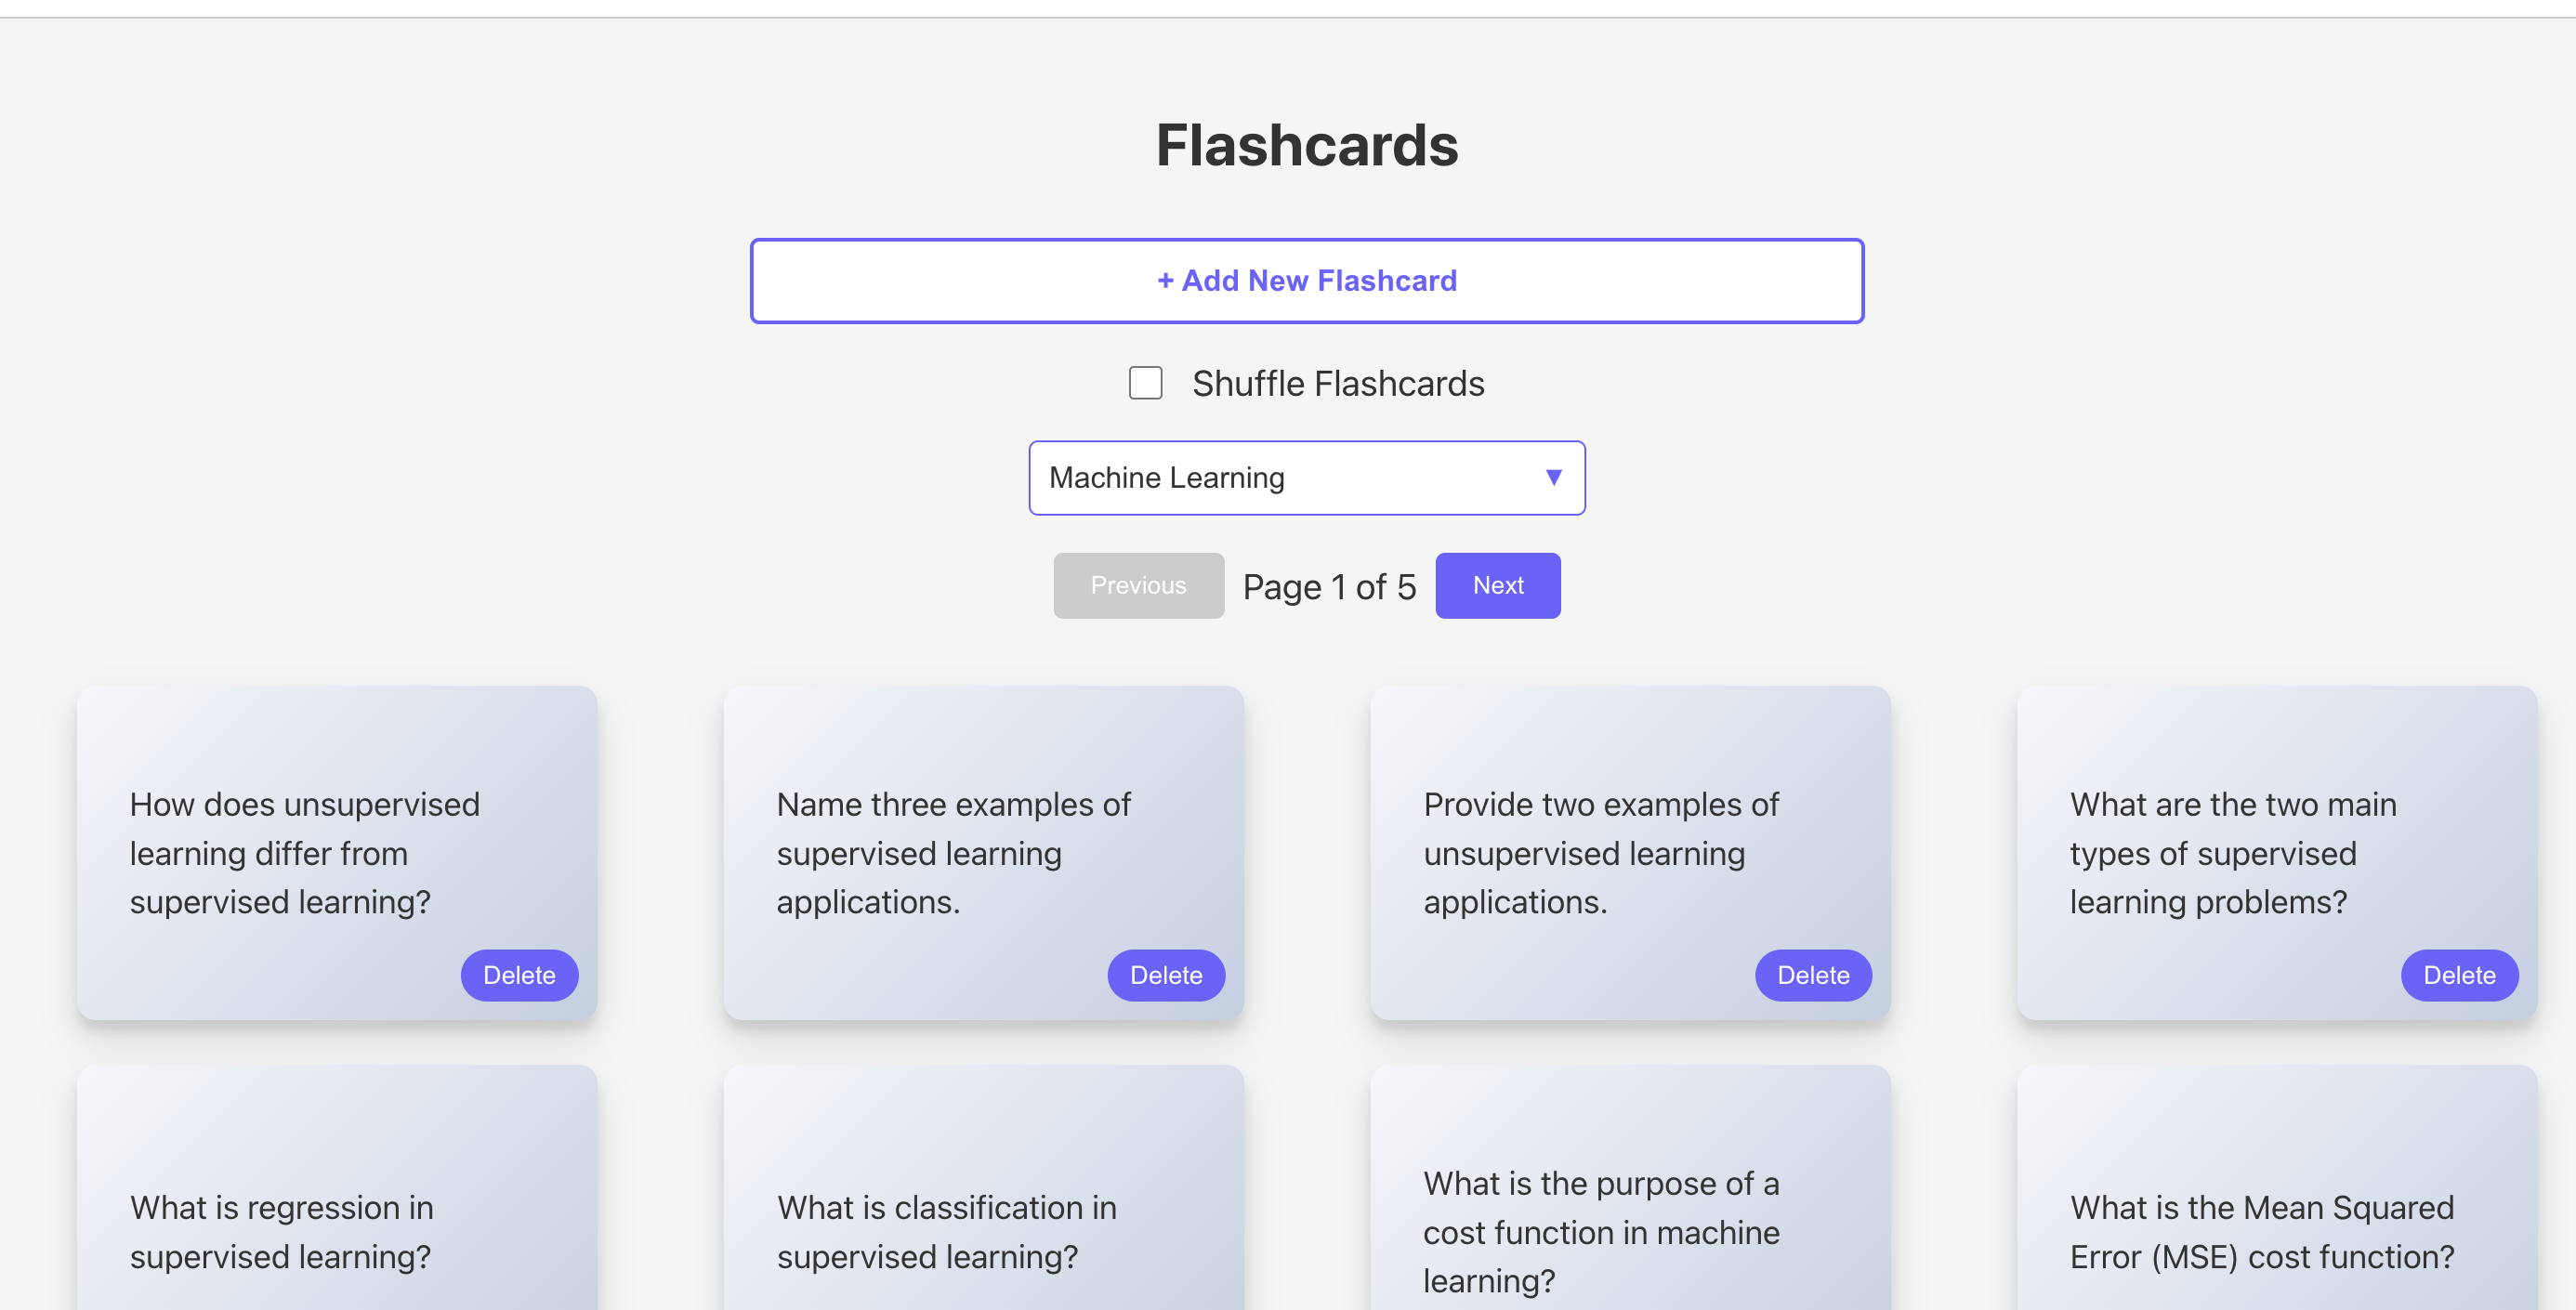 Flashcards
+ Add New Flashcard
Shuffle Flashcards
Machine Learning
Previous
Page 1 of 5
Next
How does unsupervised
learning differ from
supervised learning?
Delete
Name three examples of
supervised learning
applications.
Delete
Provide two examples of
unsupervised learning
applications.
Delete
What are the two main
types of supervised
learning problems?
Delete
What is regression in
supervised learning?
What is classification in
supervised learning?
What is the purpose of a
cost function in machine
learning?
What is the Mean Squared
Error (MSE) cost function?